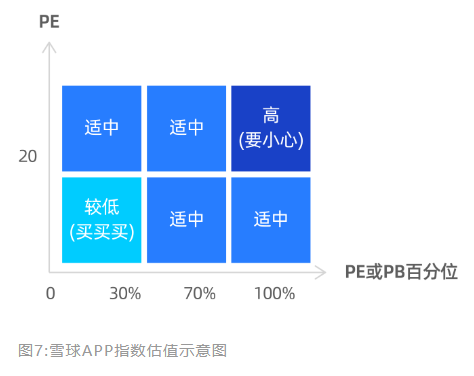 PE
适中
适中
高
(要小心)
20
较低
(买买买)
适中
适中
0
30%
70%
100%
PE或PB百分位
图7:雪球APP指数估值示意图